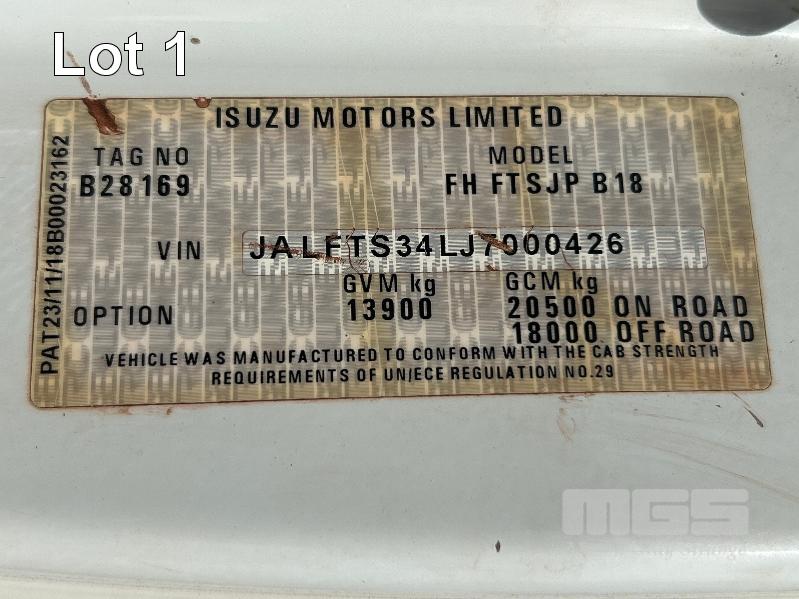 Lot 1
ISUZU MOTORS LIMITED
TAG NO
MODEL
B28169
FH FTSJP B18
VIN JALFTS34LJ7000426
GVM kg
GCM kg
OPTION
13900
20500 ON ROAD
18000 OFF ROAD
VEHICLE WAS MANUFACTURED TO CONFORM WITH THE CAB STRENGTH
REQUIREMENTS OF UN/ECE REGULATION NO.29
PAT23/11/18B00023162
MGS